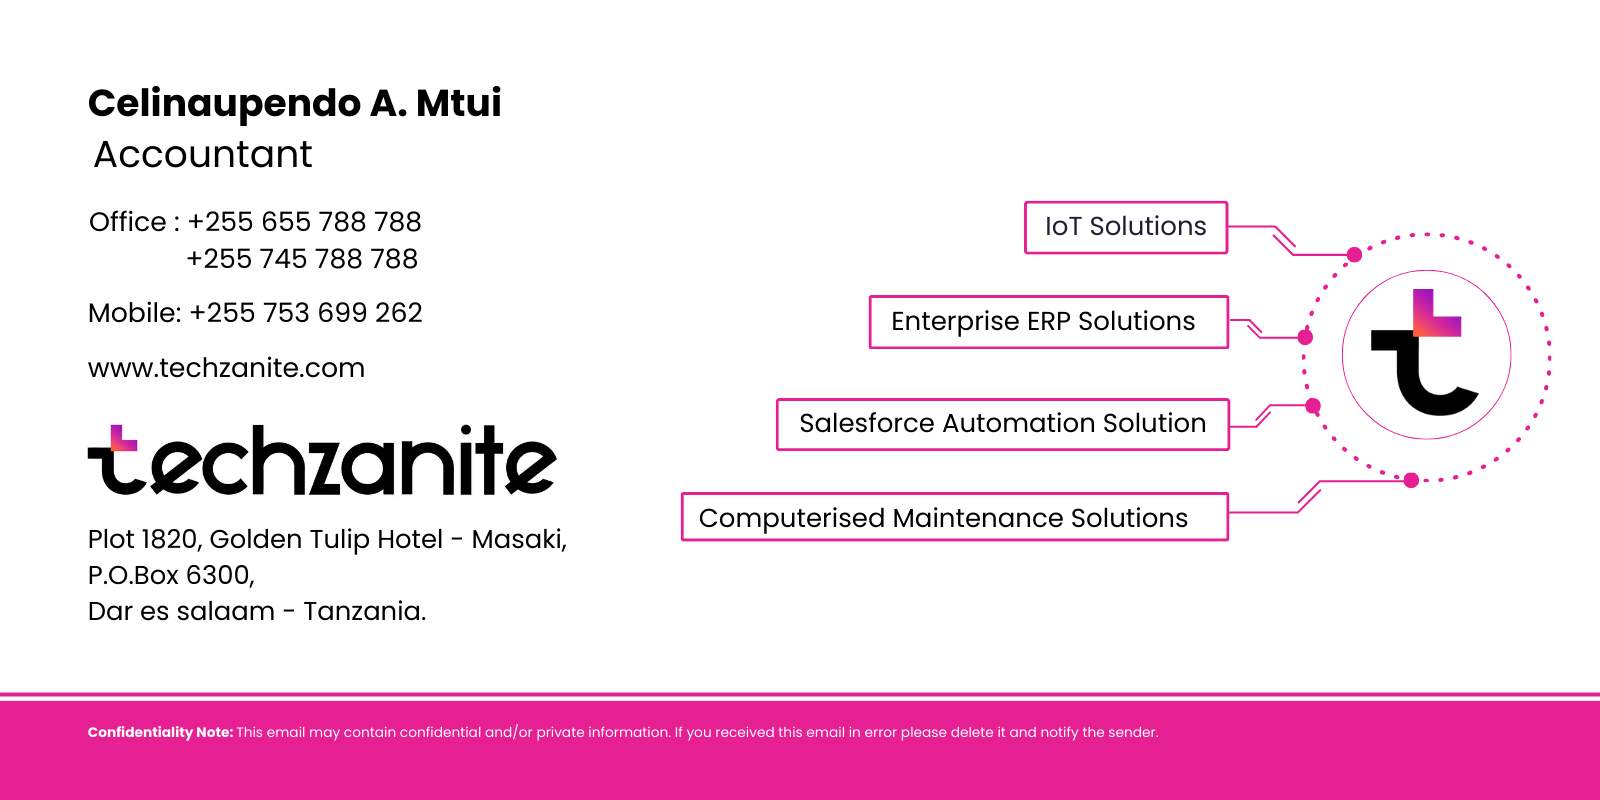 Celinaupendo A. Mtui
Accountant
Office : +255 655 788 788
+255 745 788 788
Mobile: +255 753 699 262
www.techzanite.com
techzanite
Plot 1820, Golden Tulip Hotel - Masaki,
P.O.Box 6300,
Dar es salaam - Tanzania.
IoT Solutions
Enterprise ERP Solutions
Salesforce Automation Solution
Computerised Maintenance Solutions
Confidentiality Note: This email may contain confidential and/or private information. If you received this email in error please delete it and notify the sender.